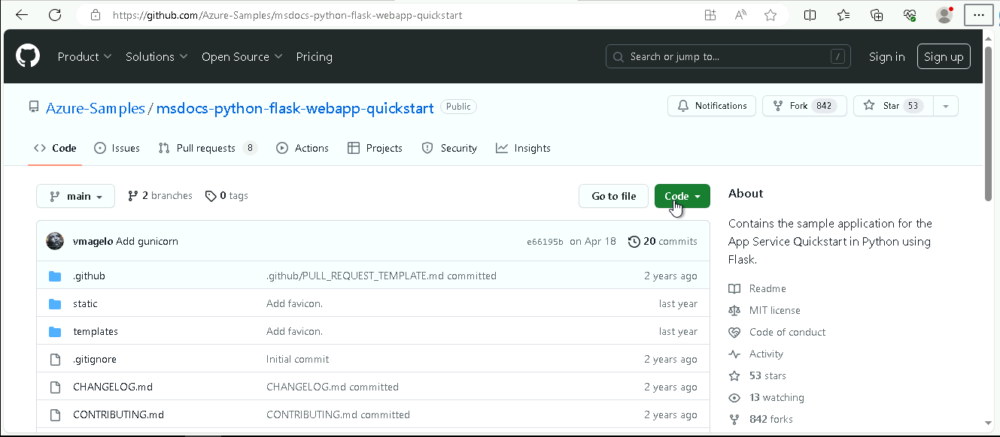 https://github.com/Azure-Samples/msdocs-python-flask-webapp-quickstart
Product Solutions Open Source Pricing
Search or jump to... /
Sign in Sign up
Azure-Samples / msdocs-python-flask-webapp-quickstart Public
Notifications Fork 842 Star 53
Code Issues Pull requests 8 Actions Projects Security Insights
main 2 branches 0 tags
Go to file Code
vmagelo Add gunicorn e66195b on Apr 18 20 commits
.github .github/PULL_REQUEST_TEMPLATE.md committed 2 years ago
static Add favicon. last year
templates Add favicon. last year
.gitignore Initial commit 2 years ago
CHANGELOG.md CHANGELOG.md committed 2 years ago
CONTRIBUTING.md CONTRIBUTING.md committed 2 years ago
About
Contains the sample application for the
App Service Quickstart in Python using
Flask.
Readme
MIT license
Code of conduct
Activity
53 stars
13 watching
842 forks